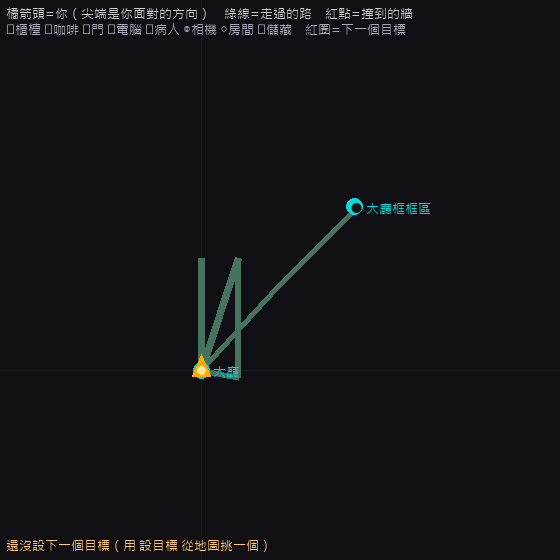 橘箭頭=你（尖端是你面對的方向） 綠線=走過的路 紅點=撞到的牆
▯櫃檯 ▯咖啡 ▯門 ▯電腦 ▯病人 ⌾相機 ◇房間 ▯儲藏 紅圈=下一個目標
大廳框框區
大廳
還沒設下一個目標（用 設目標 從地圖挑一個）